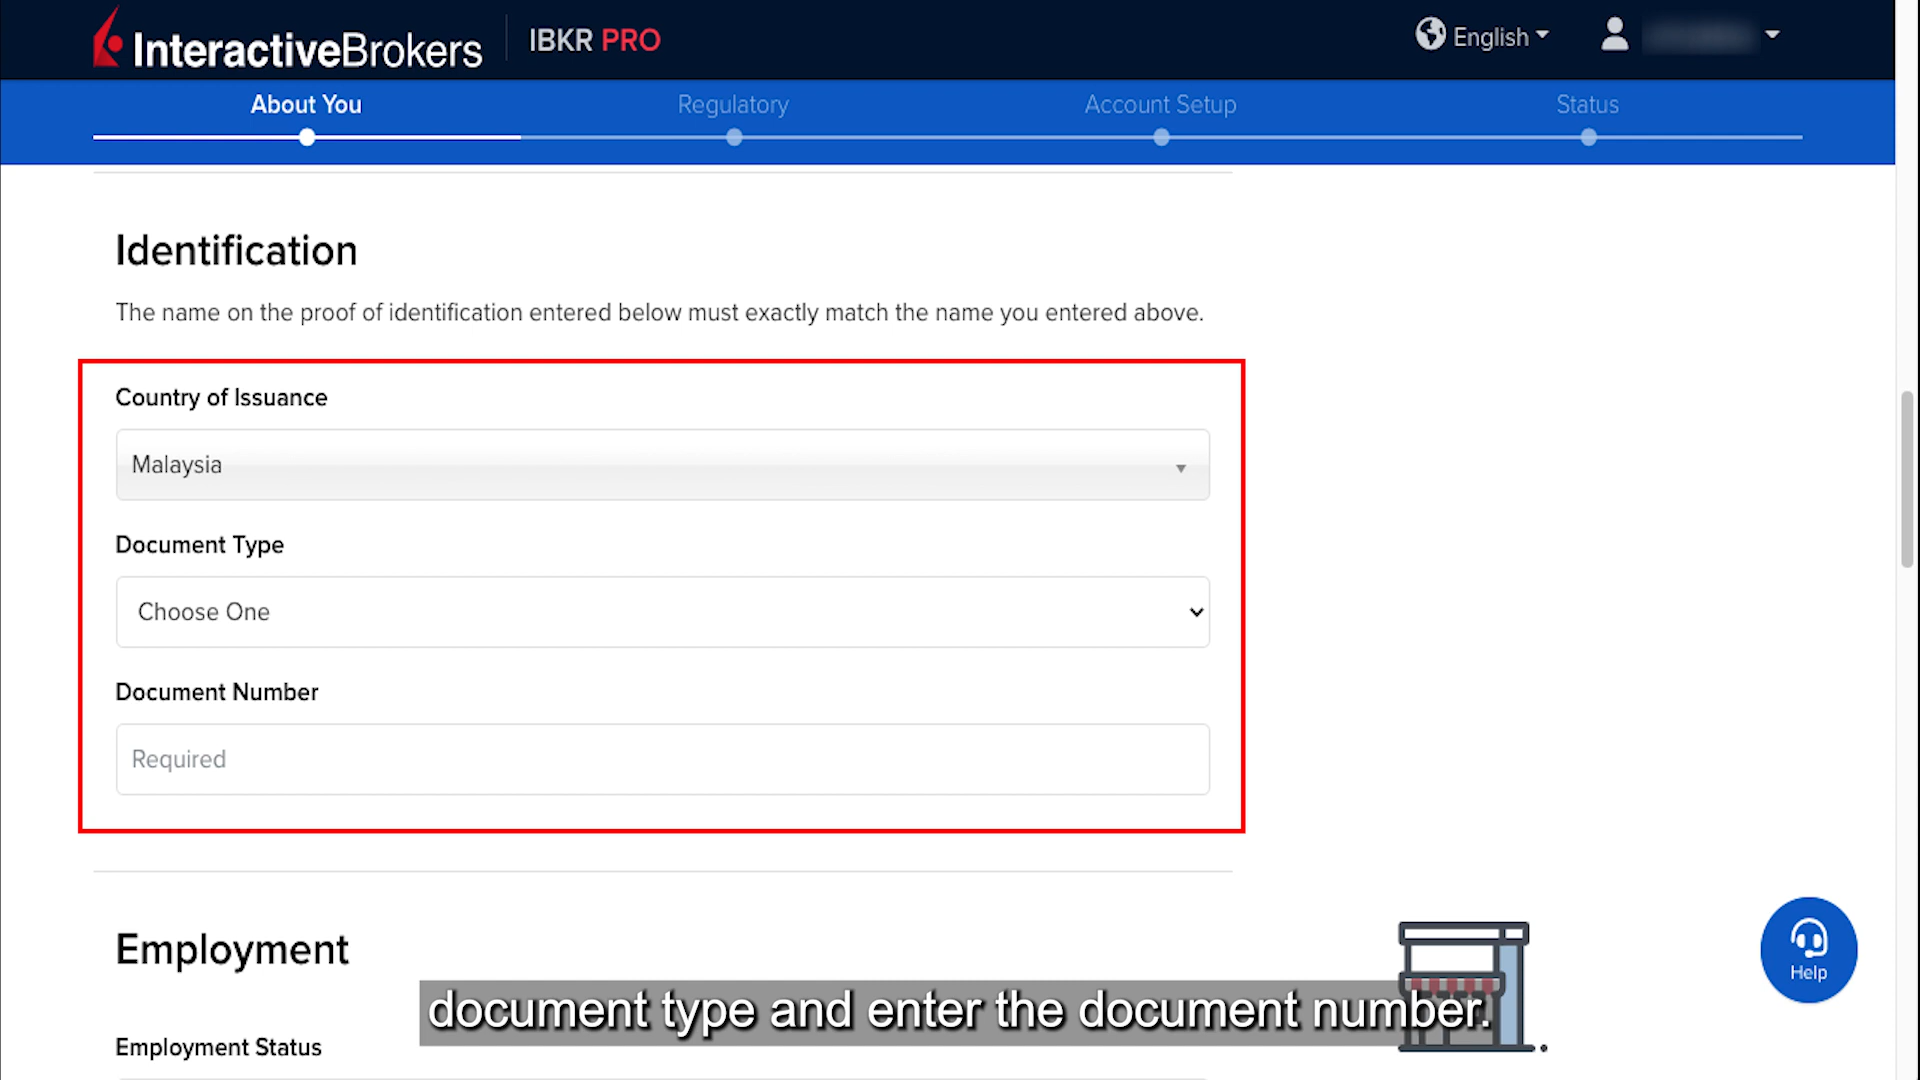 InteractiveBrokers IBKR PRO English
About You Regulatory Account Setup Status
Identification
The name on the proof of identification entered below must exactly match the name you entered above.
Country of Issuance
Malaysia
Document Type
Choose One
Document Number
Required
Employment
Help
document type and enter the document number.
Employment Status